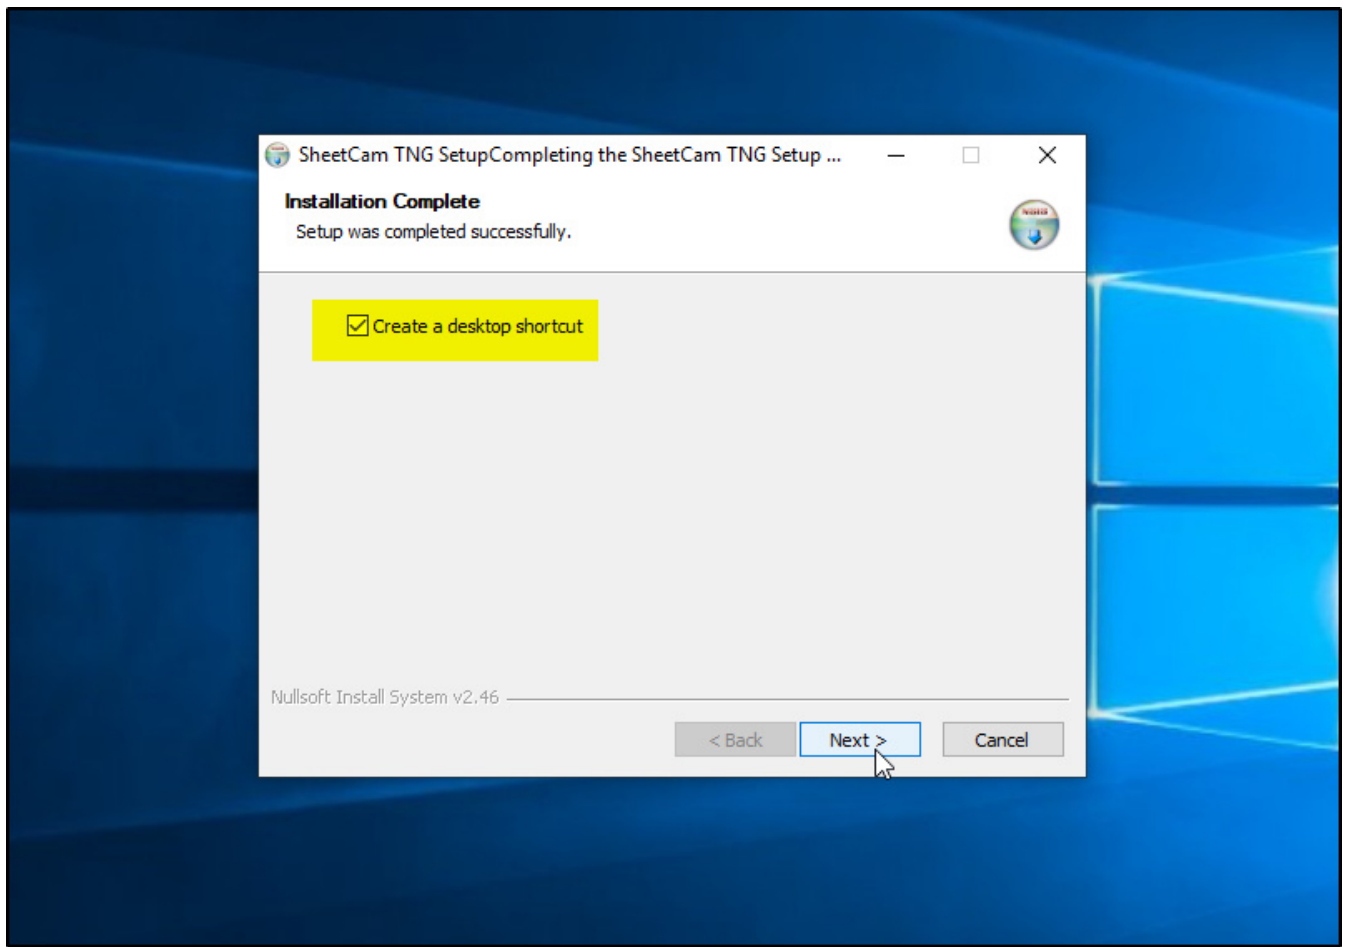 SheetCam TNG SetupCompleting the SheetCam TNG Setup ...
Installation Complete
Setup was completed successfully.
Create a desktop shortcut
Nullsoft Install System v2.46
< Back
Next >
Cancel